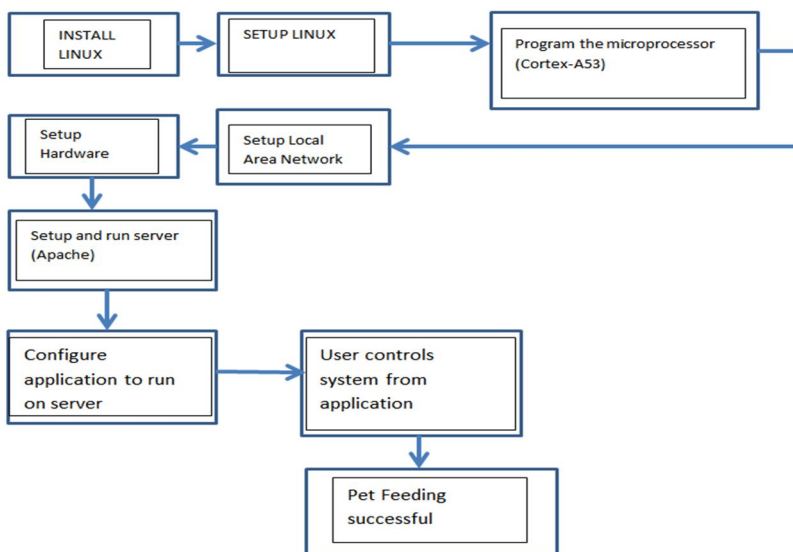 INSTALL
LINUX
SETUP LINUX
Program the microprocessor
(Cortex-A53)
Setup Local
Area Network
Setup
Hardware
Setup and run server
(Apache)
Configure
application to run
on server
User controls
system from
application
Pet Feeding
successful